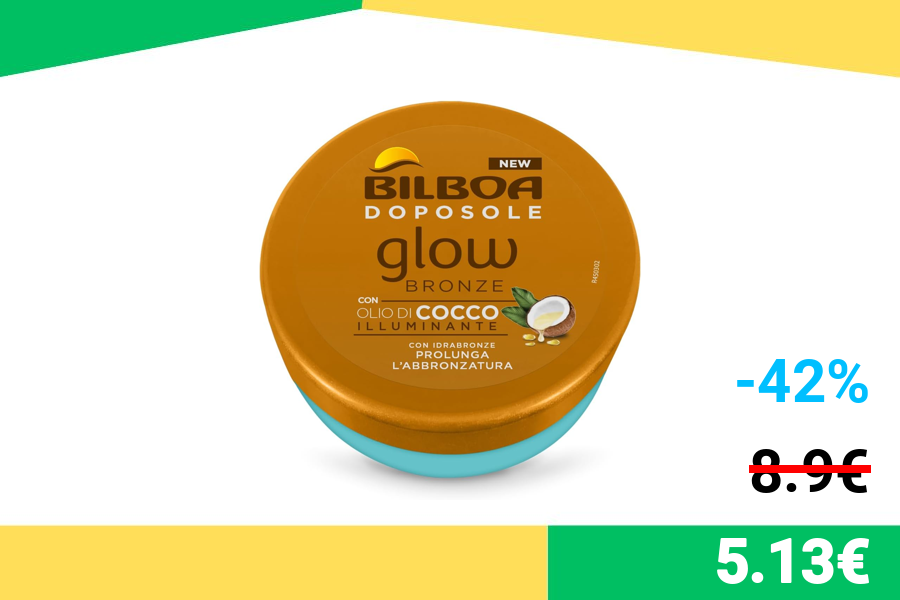 NEW
BILBOA
DOPOSOLE
glow
BRONZE
CON
OLIO DI COCCO
ILLUMINANTE
CON IDRABRONZE
PROLUNGA
L'ABBRONZATURA
R450302
-42%
8.9€
5.13€